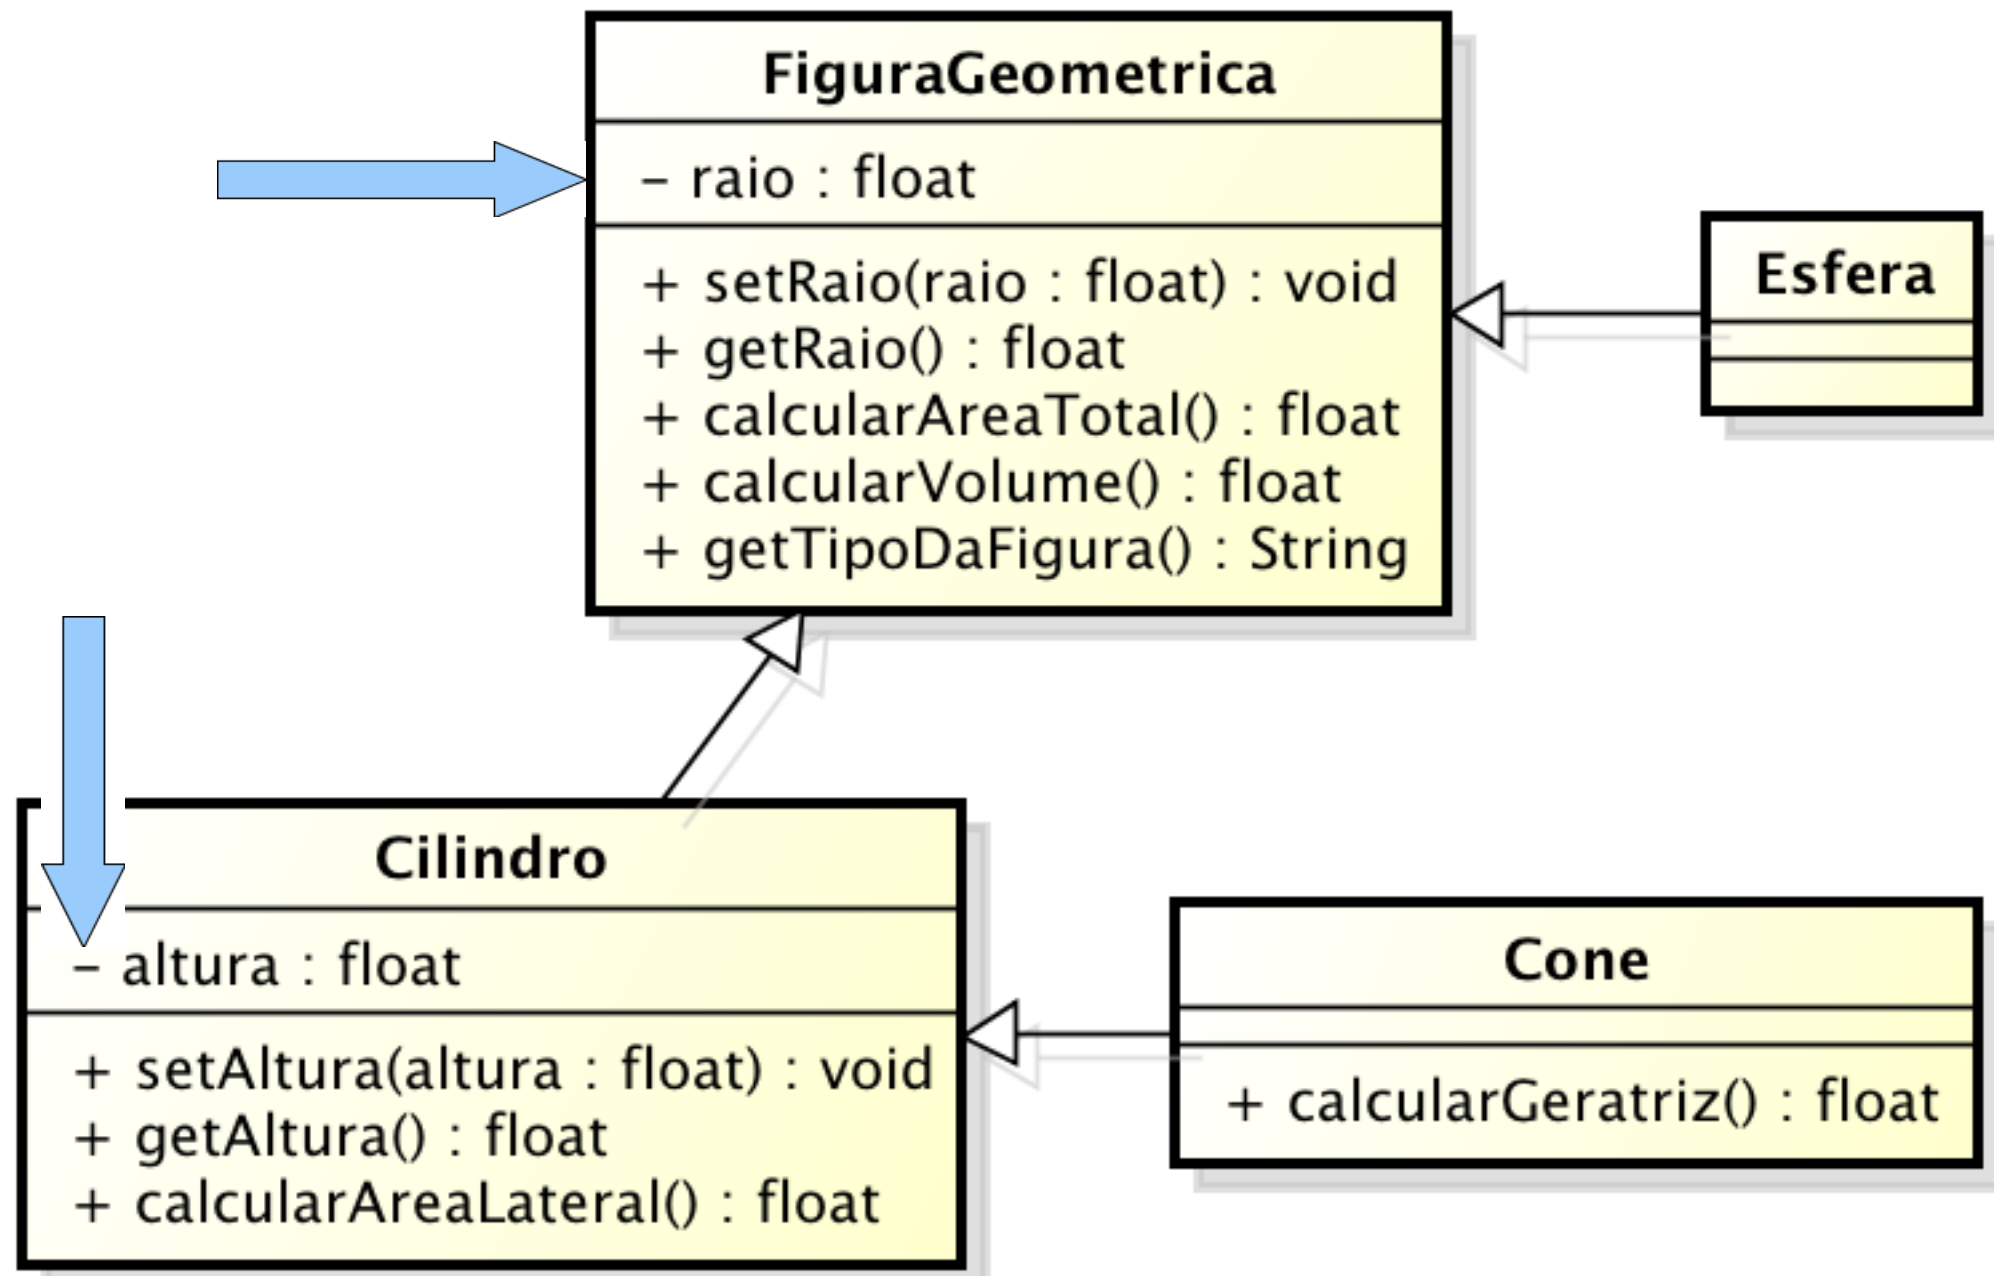 FiguraGeometrica
- raio : float
+ setRaio(raio : float) : void
+ getRaio() : float
+ calcularAreaTotal() : float
+ calcularVolume() : float
+ getTipoDaFigura() : String
Esfera
Cilindro
- altura : float
+ setAltura(altura : float) : void
+ getAltura() : float
+ calcularAreaLateral() : float
Cone
+ calcularGeratriz() : float